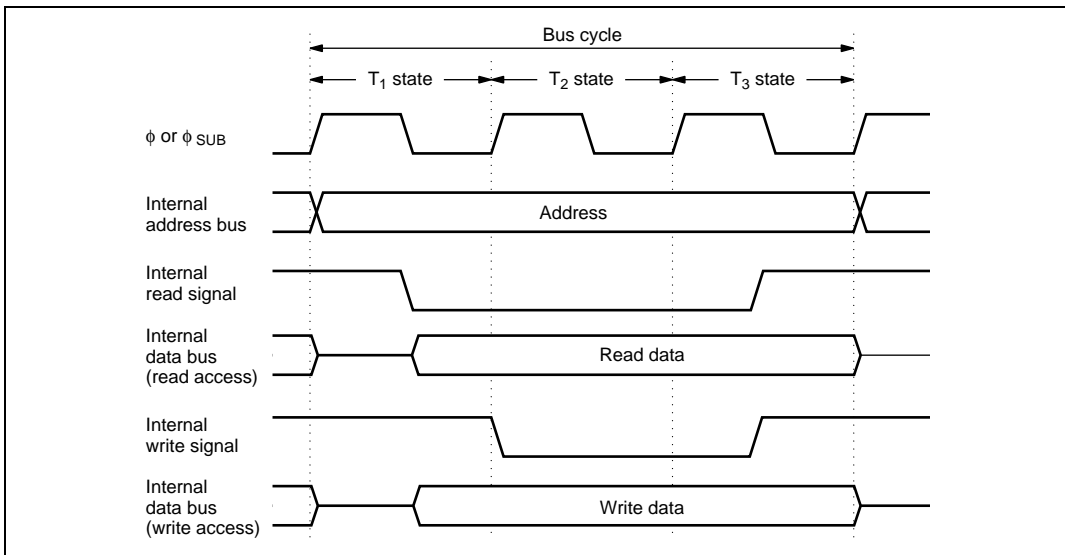 Bus cycle
T1 state
T2 state
T3 state
ϕ or ϕ SUB
Internal
address bus
Address
Internal
read signal
Internal
data bus
(read access)
Read data
Internal
write signal
Internal
data bus
(write access)
Write data